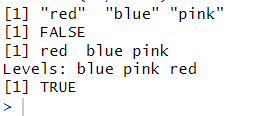 [1] "red"  "blue" "pink"
[1] FALSE
[1] red  blue pink
Levels: blue pink red
[1] TRUE
>